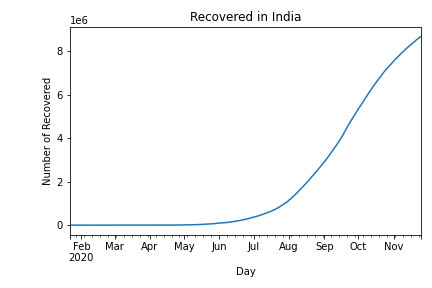 Recovered in India
1e6
8
6
4
2
0
Number of Recovered
Feb Mar Apr May Jun Jul Aug Sep Oct Nov
2020
Day